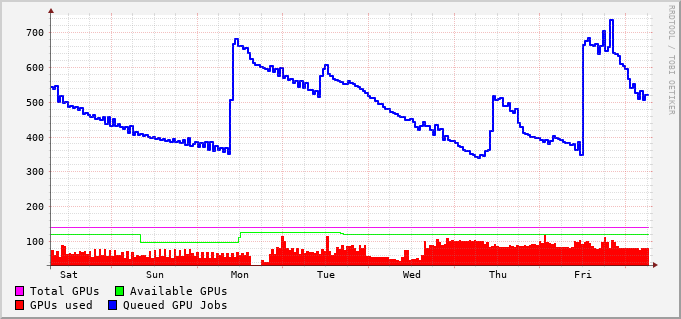 700
600
500
400
300
200
100
Sat Sun Mon Tue Wed Thu Fri
Total GPUs Available GPUs
GPUs used Queued GPU Jobs
RRDTOOL / TOBI OETIKER